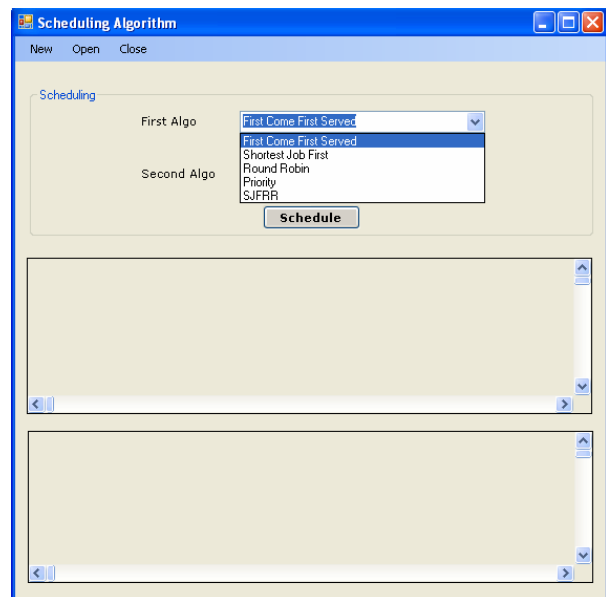 Scheduling Algorithm
New Open Close
Scheduling
First Algo First Come First Served
First Come First Served
Shortest Job First
Round Robin
Second Algo
Priority
SJFRR
Schedule